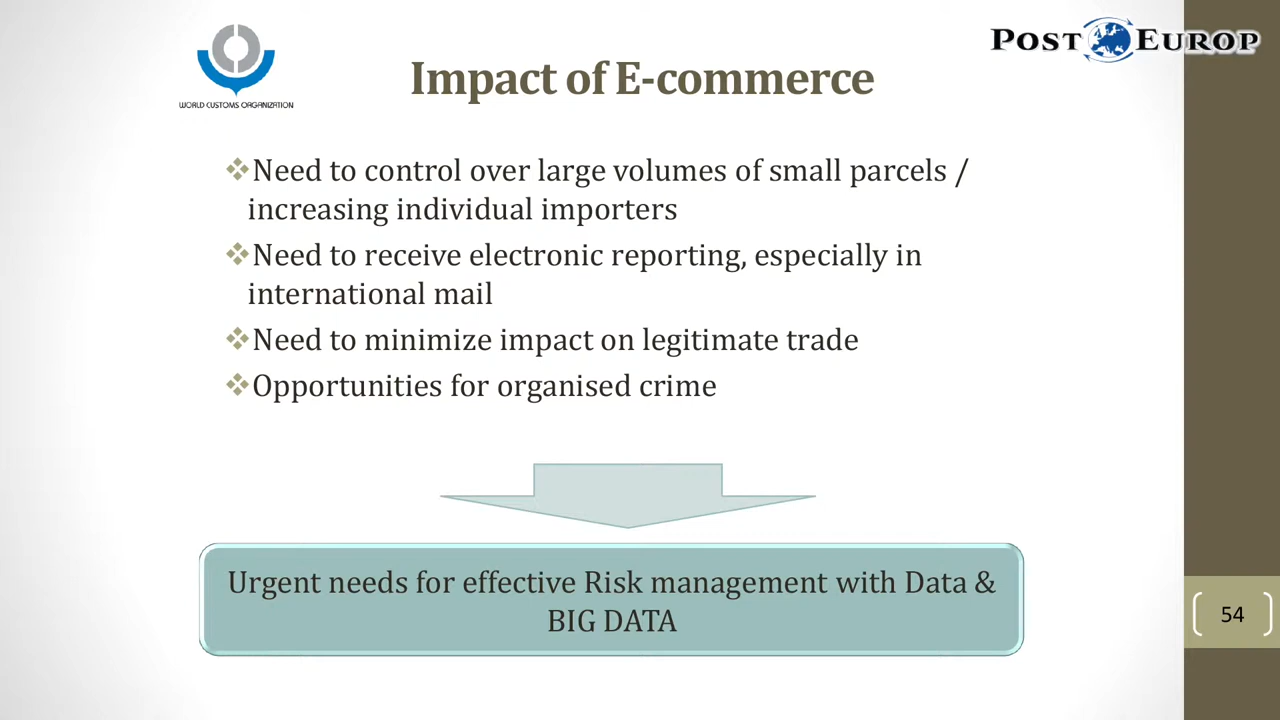 WORLD CUSTOMS ORGANIZATION
POST EUROP
Impact of E-commerce
Need to control over large volumes of small parcels /
increasing individual importers
Need to receive electronic reporting, especially in
international mail
Need to minimize impact on legitimate trade
Opportunities for organised crime
Urgent needs for effective Risk management with Data &
BIG DATA
54